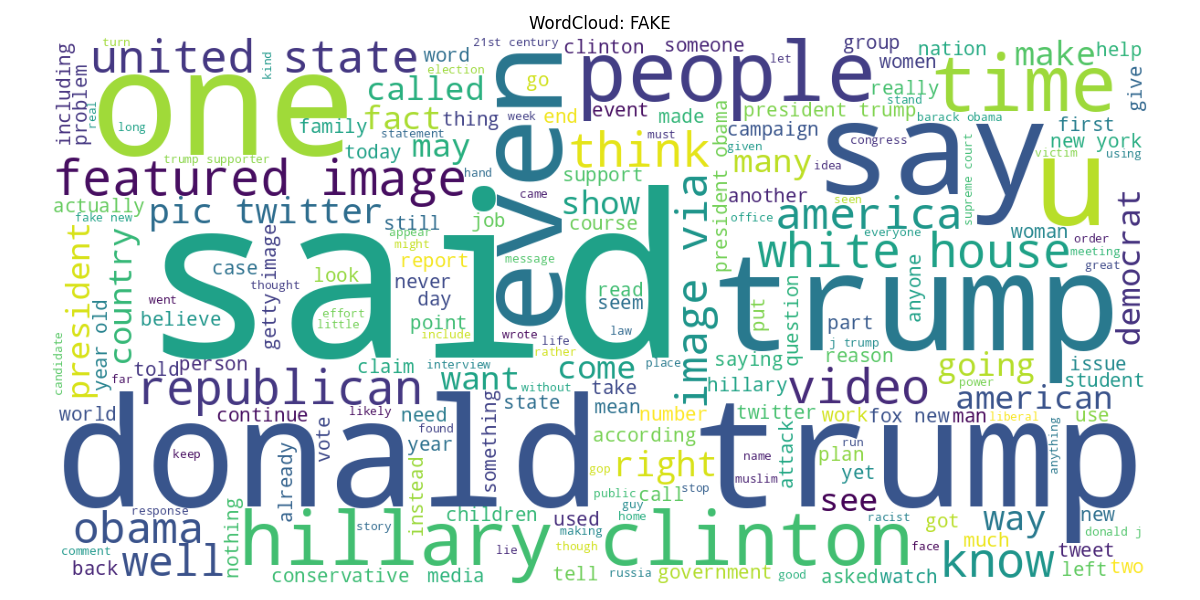 WordCloud: FAKE
turn
21st century
clinton
someone
group
nation
make
help
including
problem
united state
kind
word
election
go
people
let
women
really
time
give
real
one
called
even
event
made
president trump
stand
barack obama
first
long
family
fact
thing
week
end
must
given
campaign
congress
new york
statement
today
may
think
president obama
many
idea
say
supreme court
victim
using
trump supporter
featured image
hand
support
image via
another
seen
u
actually
pic twitter
still
came
show
job
course
office
america
everyone
woman
democrat
fake new
president
country
said
appear
might
report
message
white house
order
meeting
great
case
getty image
thought
look
never
day
read
seem
question
anyone
trump
went
year old
believe
effort
little
point
include
wrote
life
law
put
part
j trump
candidate
far
told
person
claim
interview
rather
come
place
saying
reason
going
issue
republican
want
without
take
hillary
video
power
student
american
world
continue
likely
need
something
state
mean
number
twitter
work
fox new
man
liberal
use
donald trump
keep
vote
found
year
according
attack
run
anything
already
instead
gop
right
name
muslim
plan
yet
public
call
stop
see
response
obama
nothing
hillary clinton
children
used
guy
home
racist
got
way
new
donald j
story
making
comment
back
well
lie
though
face
much
know
tweet
conservative media
tell
russia
government
good
asked
watch
left
two